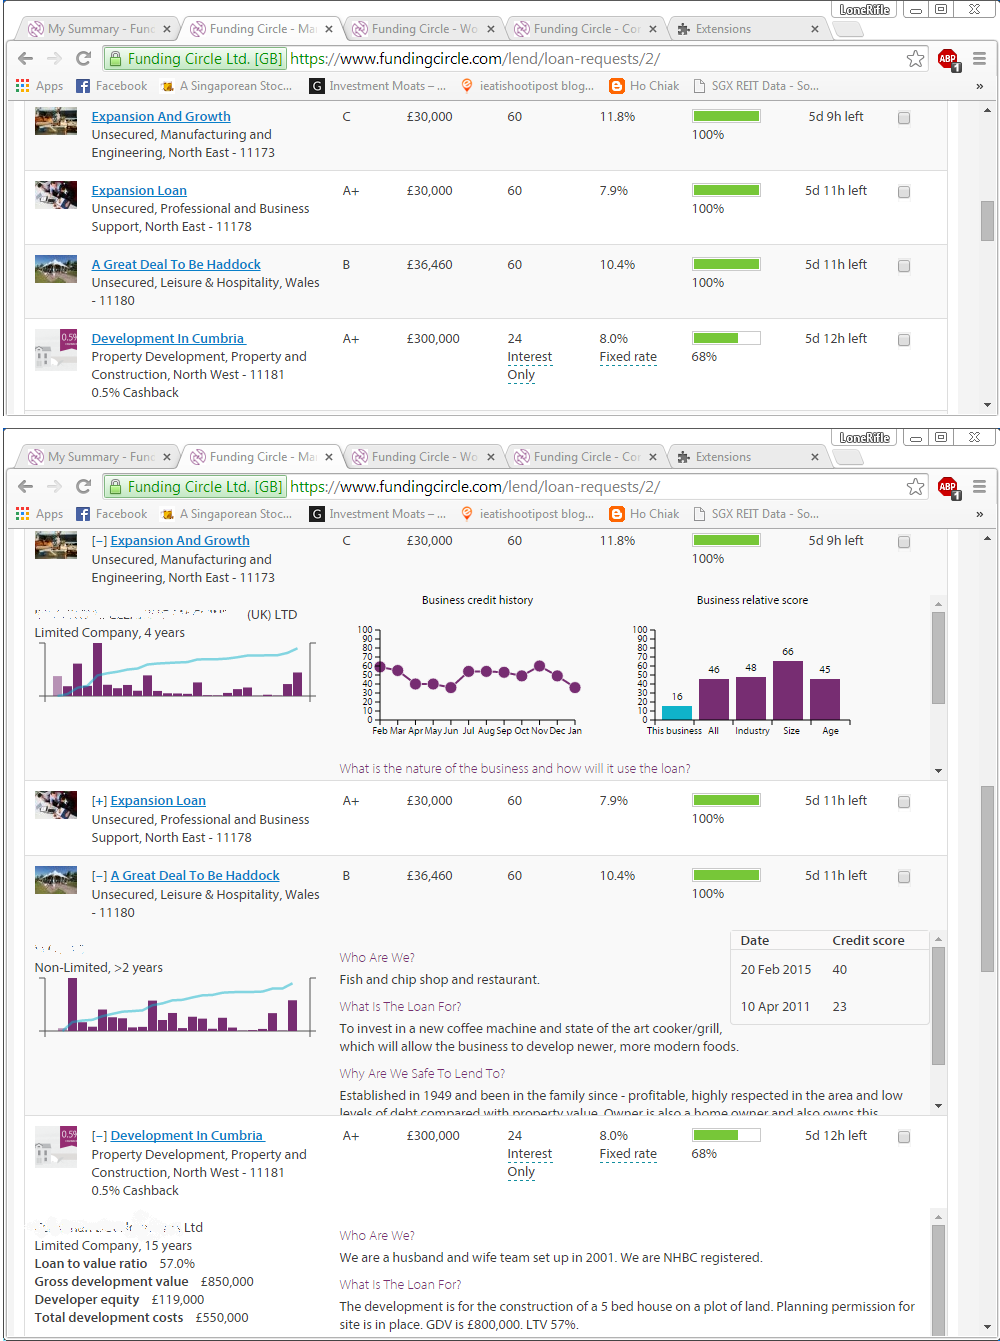 LoneRifle
My Summary - Func
Funding Circle - Ma
Funding Circle - Wo
Funding Circle - Cor
Extensions
Funding Circle Ltd. [GB] https://www.fundingcircle.com/lend/loan-requests/2/
ABP 1
Apps Facebook A Singaporean Stoc... Investment Moats – ... ieatishootipost blog... Ho Chiak SGX REIT Data - So... »
Expansion And Growth C £30,000 60 11.8% 5d 9h left
Unsecured, Manufacturing and 100%
Engineering, North East - 11173
Expansion Loan A+ £30,000 60 7.9% 5d 11h left
Unsecured, Professional and Business 100%
Support, North East - 11178
A Great Deal To Be Haddock B £36,460 60 10.4% 5d 11h left
Unsecured, Leisure & Hospitality, Wales 100%
- 11180
0.5%
Development In Cumbria A+ £300,000 24 8.0% 5d 12h left
Property Development, Property and Interest Fixed rate 68%
Construction, North West - 11181 Only
0.5% Cashback
LoneRifle
My Summary - Func
Funding Circle - Ma
Funding Circle - Wo
Funding Circle - Cor
Extensions
Funding Circle Ltd. [GB] https://www.fundingcircle.com/lend/loan-requests/2/
ABP 1
Apps Facebook A Singaporean Stoc... Investment Moats – ... ieatishootipost blog... Ho Chiak SGX REIT Data - So... »
[–] Expansion And Growth C £30,000 60 11.8% 5d 9h left
Unsecured, Manufacturing and 100%
Engineering, North East - 11173
(UK) LTD
Limited Company, 4 years
Business credit history
100
90
80
70
60
50
40
30
20
10
0
Feb Mar Apr May Jun Jul Aug Sep Oct Nov Dec Jan
Business relative score
100
90
80
70
60
50
40
30
20
10
0
16 46 48 66 45
This business All Industry Size Age
What is the nature of the business and how will it use the loan?
[+] Expansion Loan A+ £30,000 60 7.9% 5d 11h left
Unsecured, Professional and Business 100%
Support, North East - 11178
[–] A Great Deal To Be Haddock B £36,460 60 10.4% 5d 11h left
Unsecured, Leisure & Hospitality, Wales 100%
- 11180
Non-Limited, >2 years
Who Are We?
Fish and chip shop and restaurant.
What Is The Loan For?
To invest in a new coffee machine and state of the art cooker/grill,
which will allow the business to develop newer, more modern foods.
Date Credit score
20 Feb 2015 40
10 Apr 2011 23
Why Are We Safe To Lend To?
Established in 1949 and been in the family since - profitable, highly respected in the area and low
levels of debt compared with property value. Owner is also a home owner and also owns this
0.5%
[–] Development In Cumbria A+ £300,000 24 8.0% 5d 12h left
Property Development, Property and Interest Fixed rate 68%
Construction, North West - 11181 Only
0.5% Cashback
Ltd
Limited Company, 15 years
Loan to value ratio 57.0%
Gross development value £850,000
Developer equity £119,000
Total development costs £550,000
Who Are We?
We are a husband and wife team set up in 2001. We are NHBC registered.
What Is The Loan For?
The development is for the construction of a 5 bed house on a plot of land. Planning permission for
site is in place. GDV is £800,000. LTV 57%.